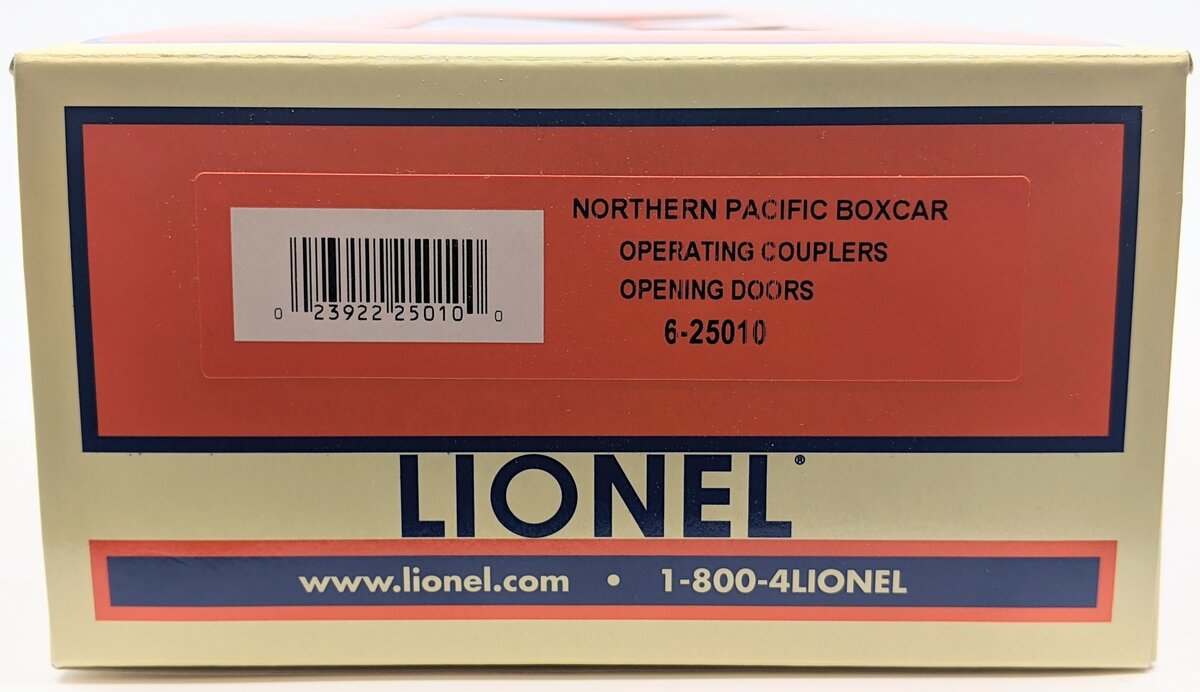 NORTHERN PACIFIC BOXCAR
OPERATING COUPLERS
OPENING DOORS
6-25010
0 23922 25010 0
LIONEL®
www.lionel.com • 1-800-4LIONEL